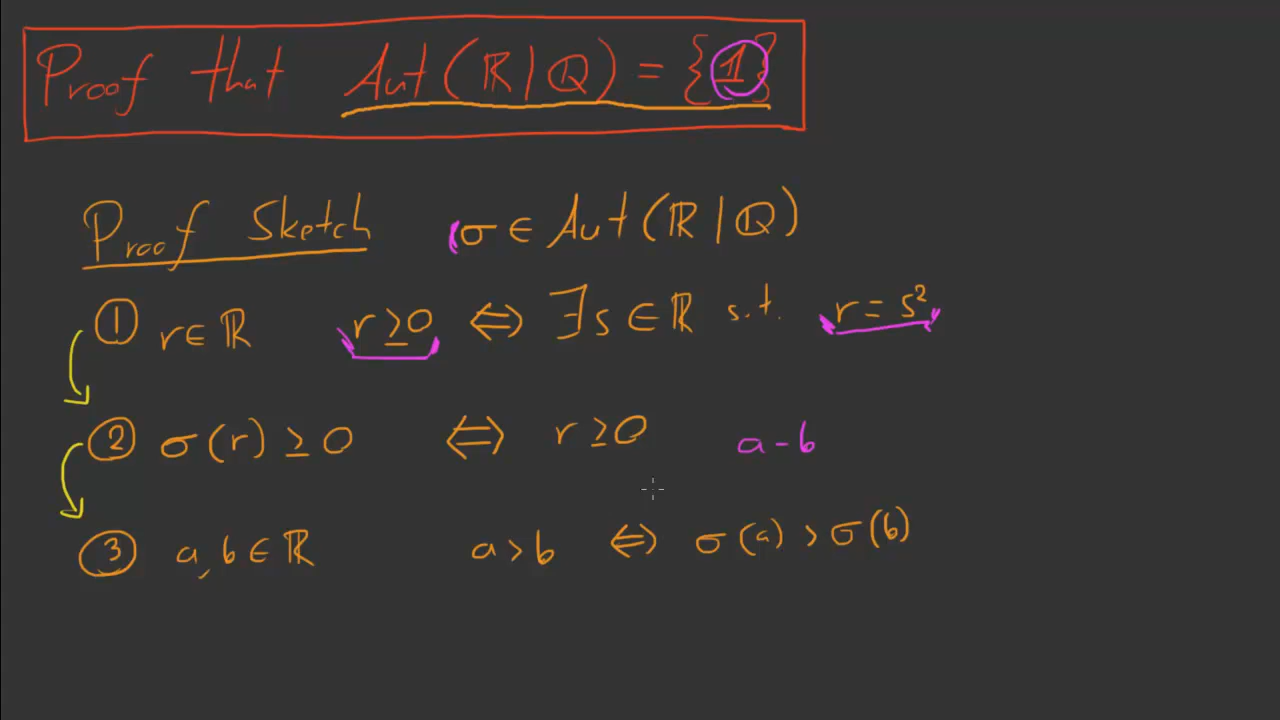 Proof that Aut(ℝ|ℚ) = {1}
Proof Sketch σ ∈ Aut(ℝ|ℚ)
① r ∈ ℝ r ≥ 0 ⇔ ∃ s ∈ ℝ s.t. r = s²
② σ(r) ≥ 0 ⇔ r ≥ 0 a - b
③ a, b ∈ ℝ a > b ⇔ σ(a) > σ(b)